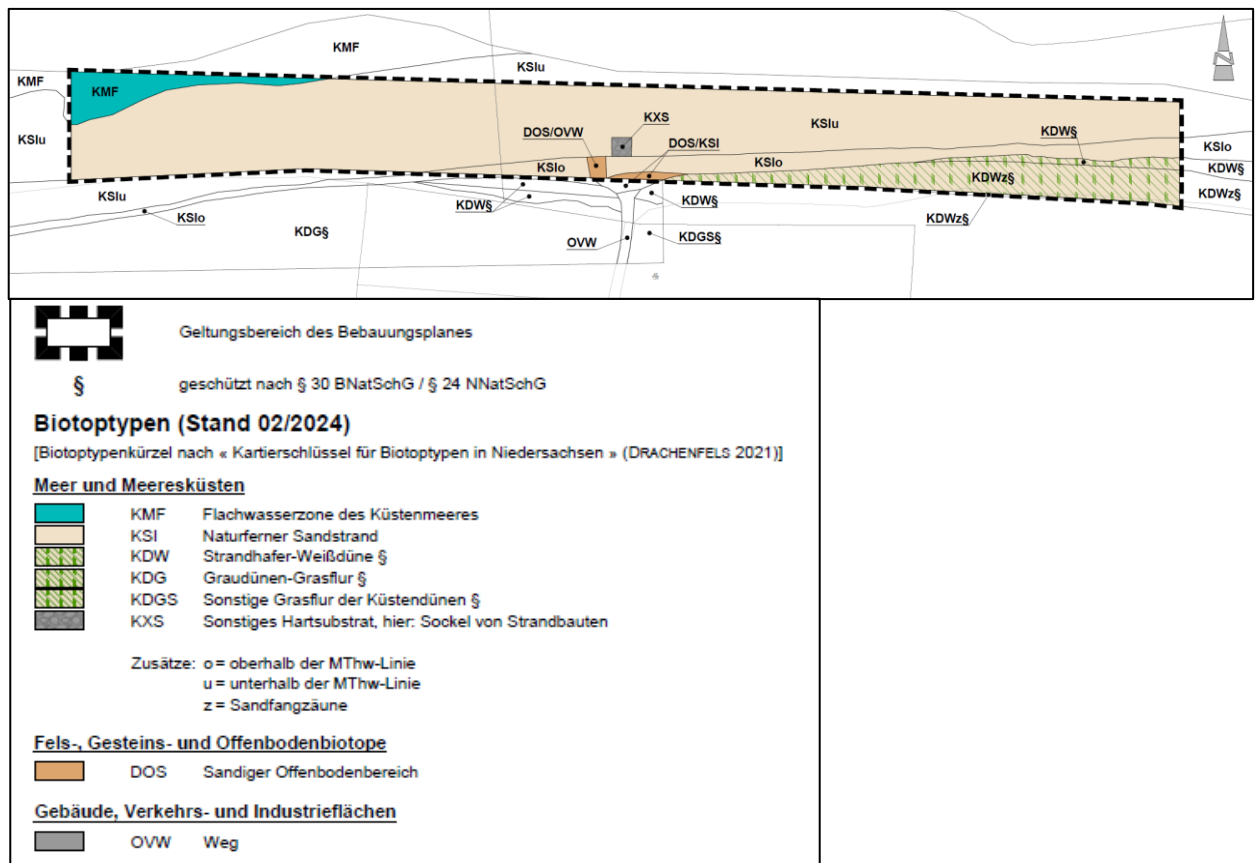 KMF
KSlu
KMF
KMF
KXS
KSlu
DOS/OVW
KDW§
DOS/KSI
KSlu
KSlo
KSlo
KSlo
KDW§
KDWz§
KSlu
KDW§
KDW§
KDWz§
KDWz§
KSlo
KDG§
OVW
KDGS§
Geltungsbereich des Bebauungsplanes
§ geschützt nach § 30 BNatSchG / § 24 NNatSchG
Biotoptypen (Stand 02/2024)
[Biotoptypenkürzel nach « Kartierschlüssel für Biotoptypen in Niedersachsen » (DRACHENFELS 2021)]
Meer und Meeresküsten
KMF Flachwasserzone des Küstenmeeres
KSI Naturferner Sandstrand
KDW Strandhafer-Weißdüne §
KDG Graudünen-Grasflur §
KDGS Sonstige Grasflur der Küstendünen §
KXS Sonstiges Hartsubstrat, hier: Sockel von Strandbauten
Zusätze: o = oberhalb der MThw-Linie
u = unterhalb der MThw-Linie
z = Sandfangzäune
Fels-, Gesteins- und Offenbodenbiotope
DOS Sandiger Offenbodenbereich
Gebäude, Verkehrs- und Industrieflächen
OVW Weg